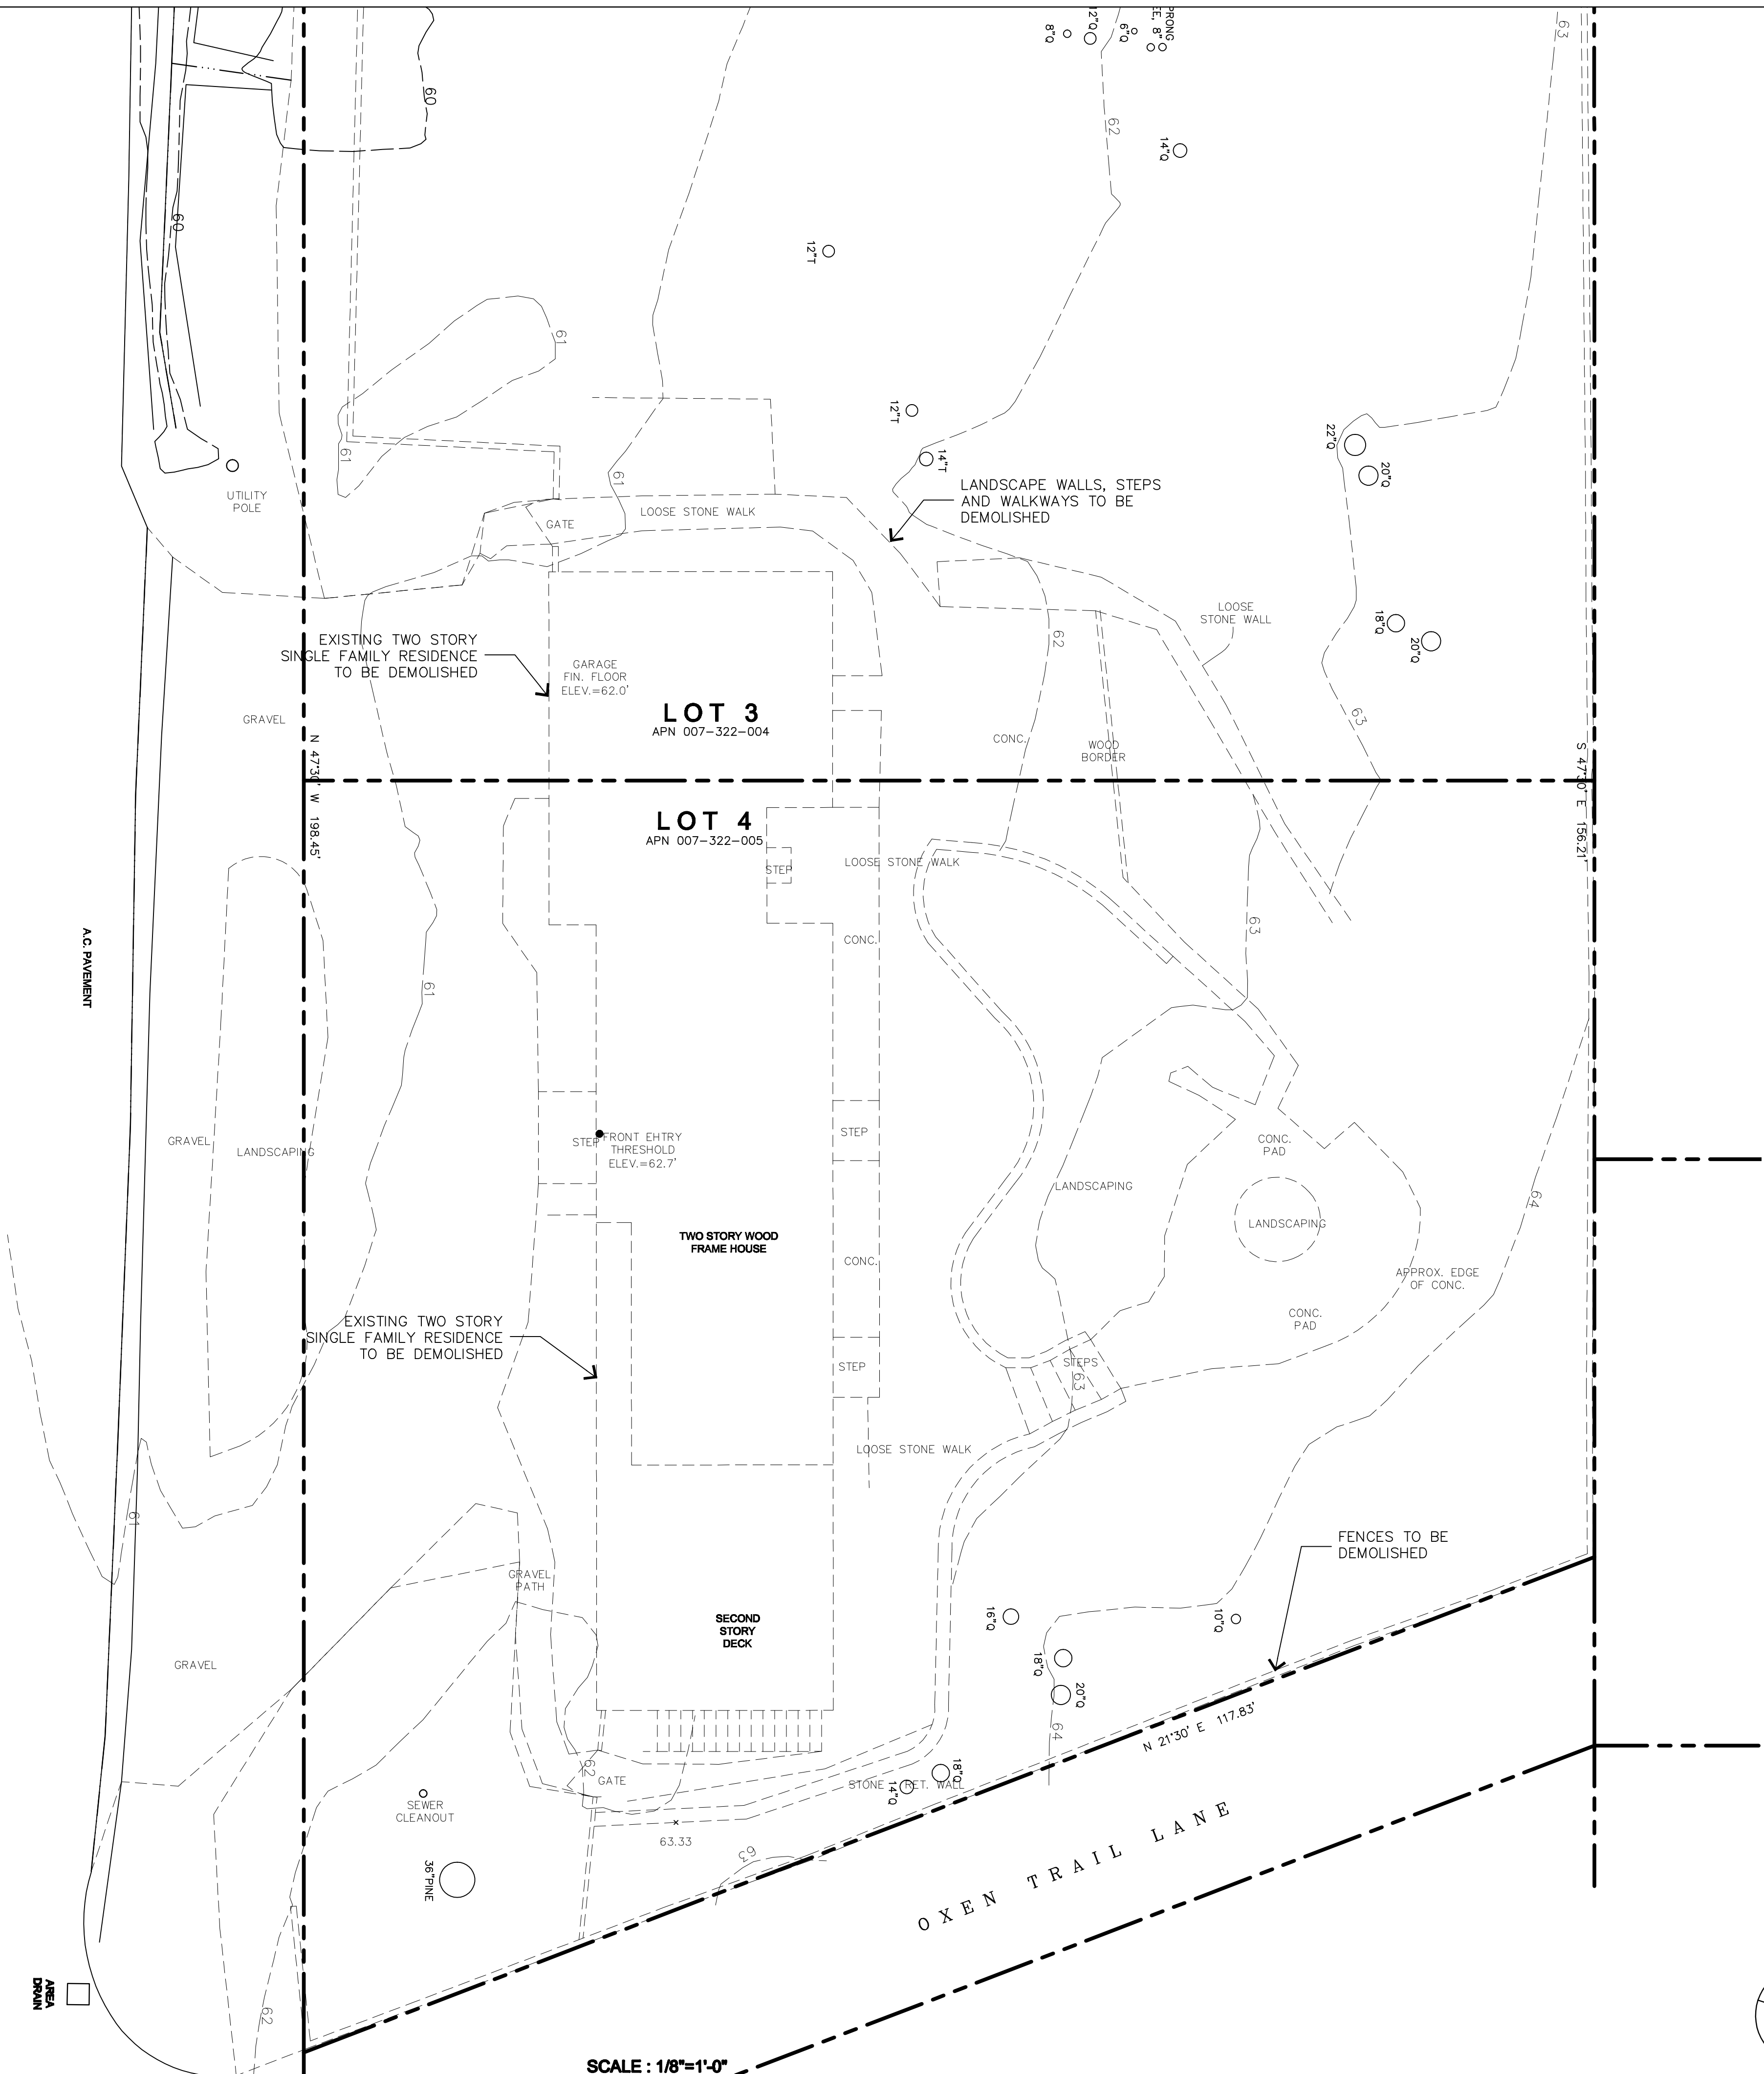 PRONG
EE, 8"
8"Q
12"Q
6"Q
63
60
62
14"Q
60
12"T
61
12"T
22"Q
20"Q
14"T
61
61
LANDSCAPE WALLS, STEPS
AND WALKWAYS TO BE
DEMOLISHED
UTILITY
POLE
GATE
LOOSE STONE WALK
LOOSE
STONE WALL
18"Q
20"Q
62
EXISTING TWO STORY
SINGLE FAMILY RESIDENCE
TO BE DEMOLISHED
GARAGE
FIN. FLOOR
ELEV.=62.0'
LOT 3
APN 007-322-004
GRAVEL
63
CONC.
WOOD
BORDER
N 47°30' W 198.45'
S 47°30' E 156.21'
LOT 4
APN 007-322-005
STEP
LOOSE STONE WALK
CONC.
63
A.C. PAVEMENT
61
GRAVEL
LANDSCAPING
STEP
FRONT EHTRY
THRESHOLD
ELEV.=62.7'
STEP
CONC.
PAD
LANDSCAPING
64
LANDSCAPING
TWO STORY WOOD
FRAME HOUSE
CONC.
APPROX. EDGE
OF CONC.
CONC.
PAD
EXISTING TWO STORY
SINGLE FAMILY RESIDENCE
TO BE DEMOLISHED
STEP
STEPS
63
LOOSE STONE WALK
61
FENCES TO BE
DEMOLISHED
GRAVEL
PATH
16"Q
10"Q
SECOND
STORY
DECK
GRAVEL
18"Q
20"Q
64
N 21°30' E 117.83'
62
GATE
18"Q
14"Q
STONE RET. WALL
SEWER
CLEANOUT
63.33
63
36"PINE
OXEN TRAIL LANE
AREA
DRAIN
62
SCALE : 1/8"=1'-0"